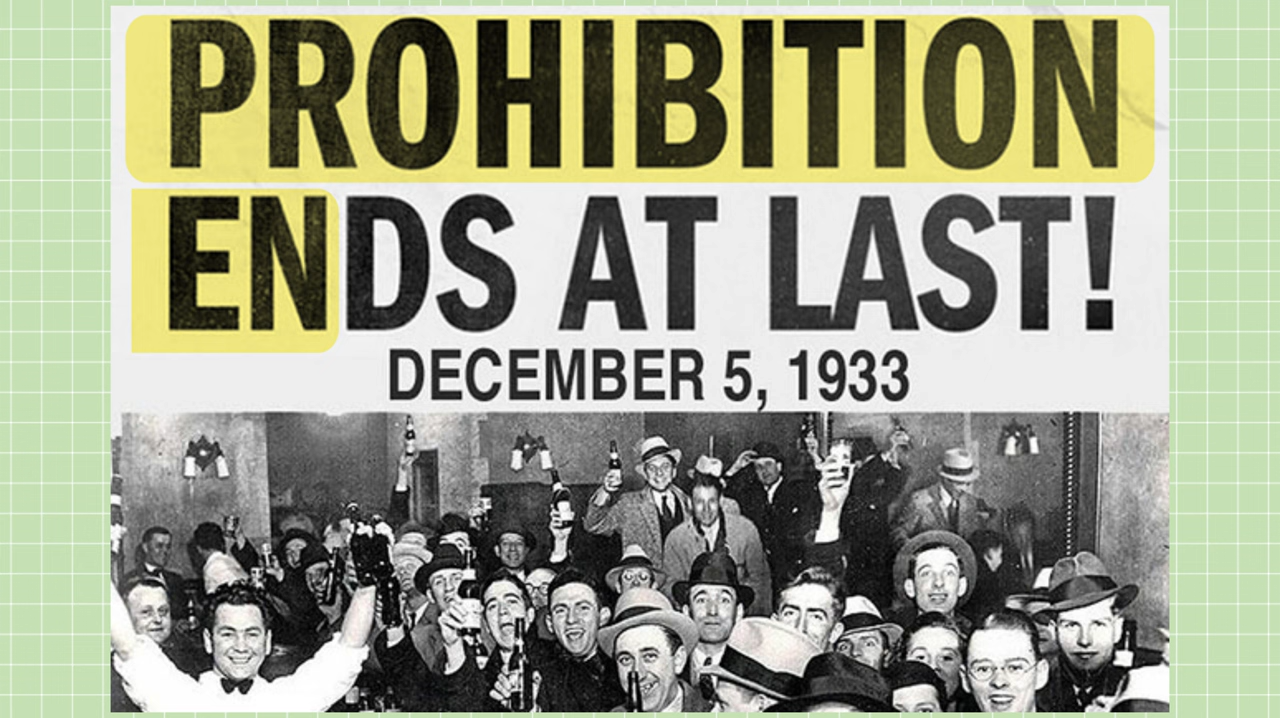 PROHIBITION
ENDS AT LAST!
DECEMBER 5, 1933